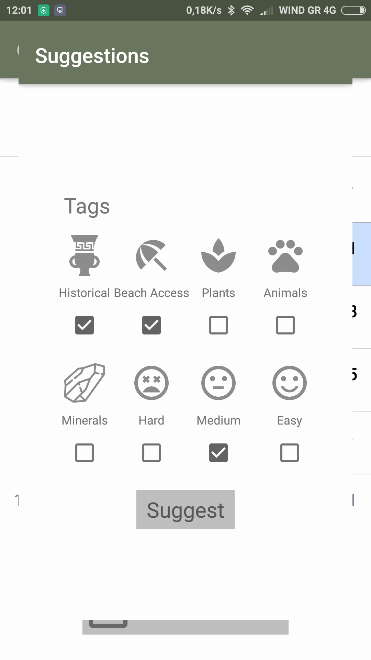 12:01 0,18K/s WIND GR 4G
Suggestions
Tags
Historical Beach Access Plants Animals
Minerals Hard Medium Easy
Suggest